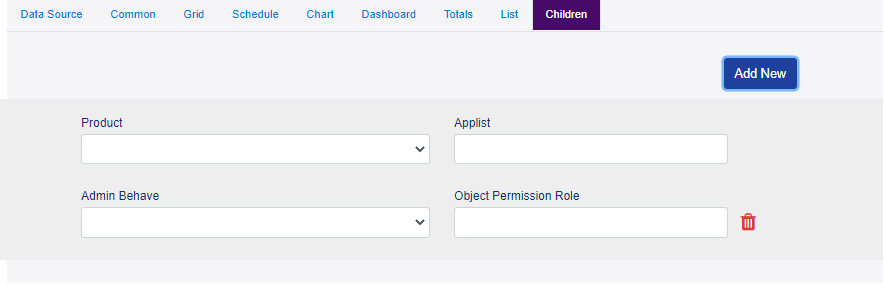 Data Source Common Grid Schedule Chart Dashboard Totals List Children
Add New
Product Applist
Admin Behave Object Permission Role